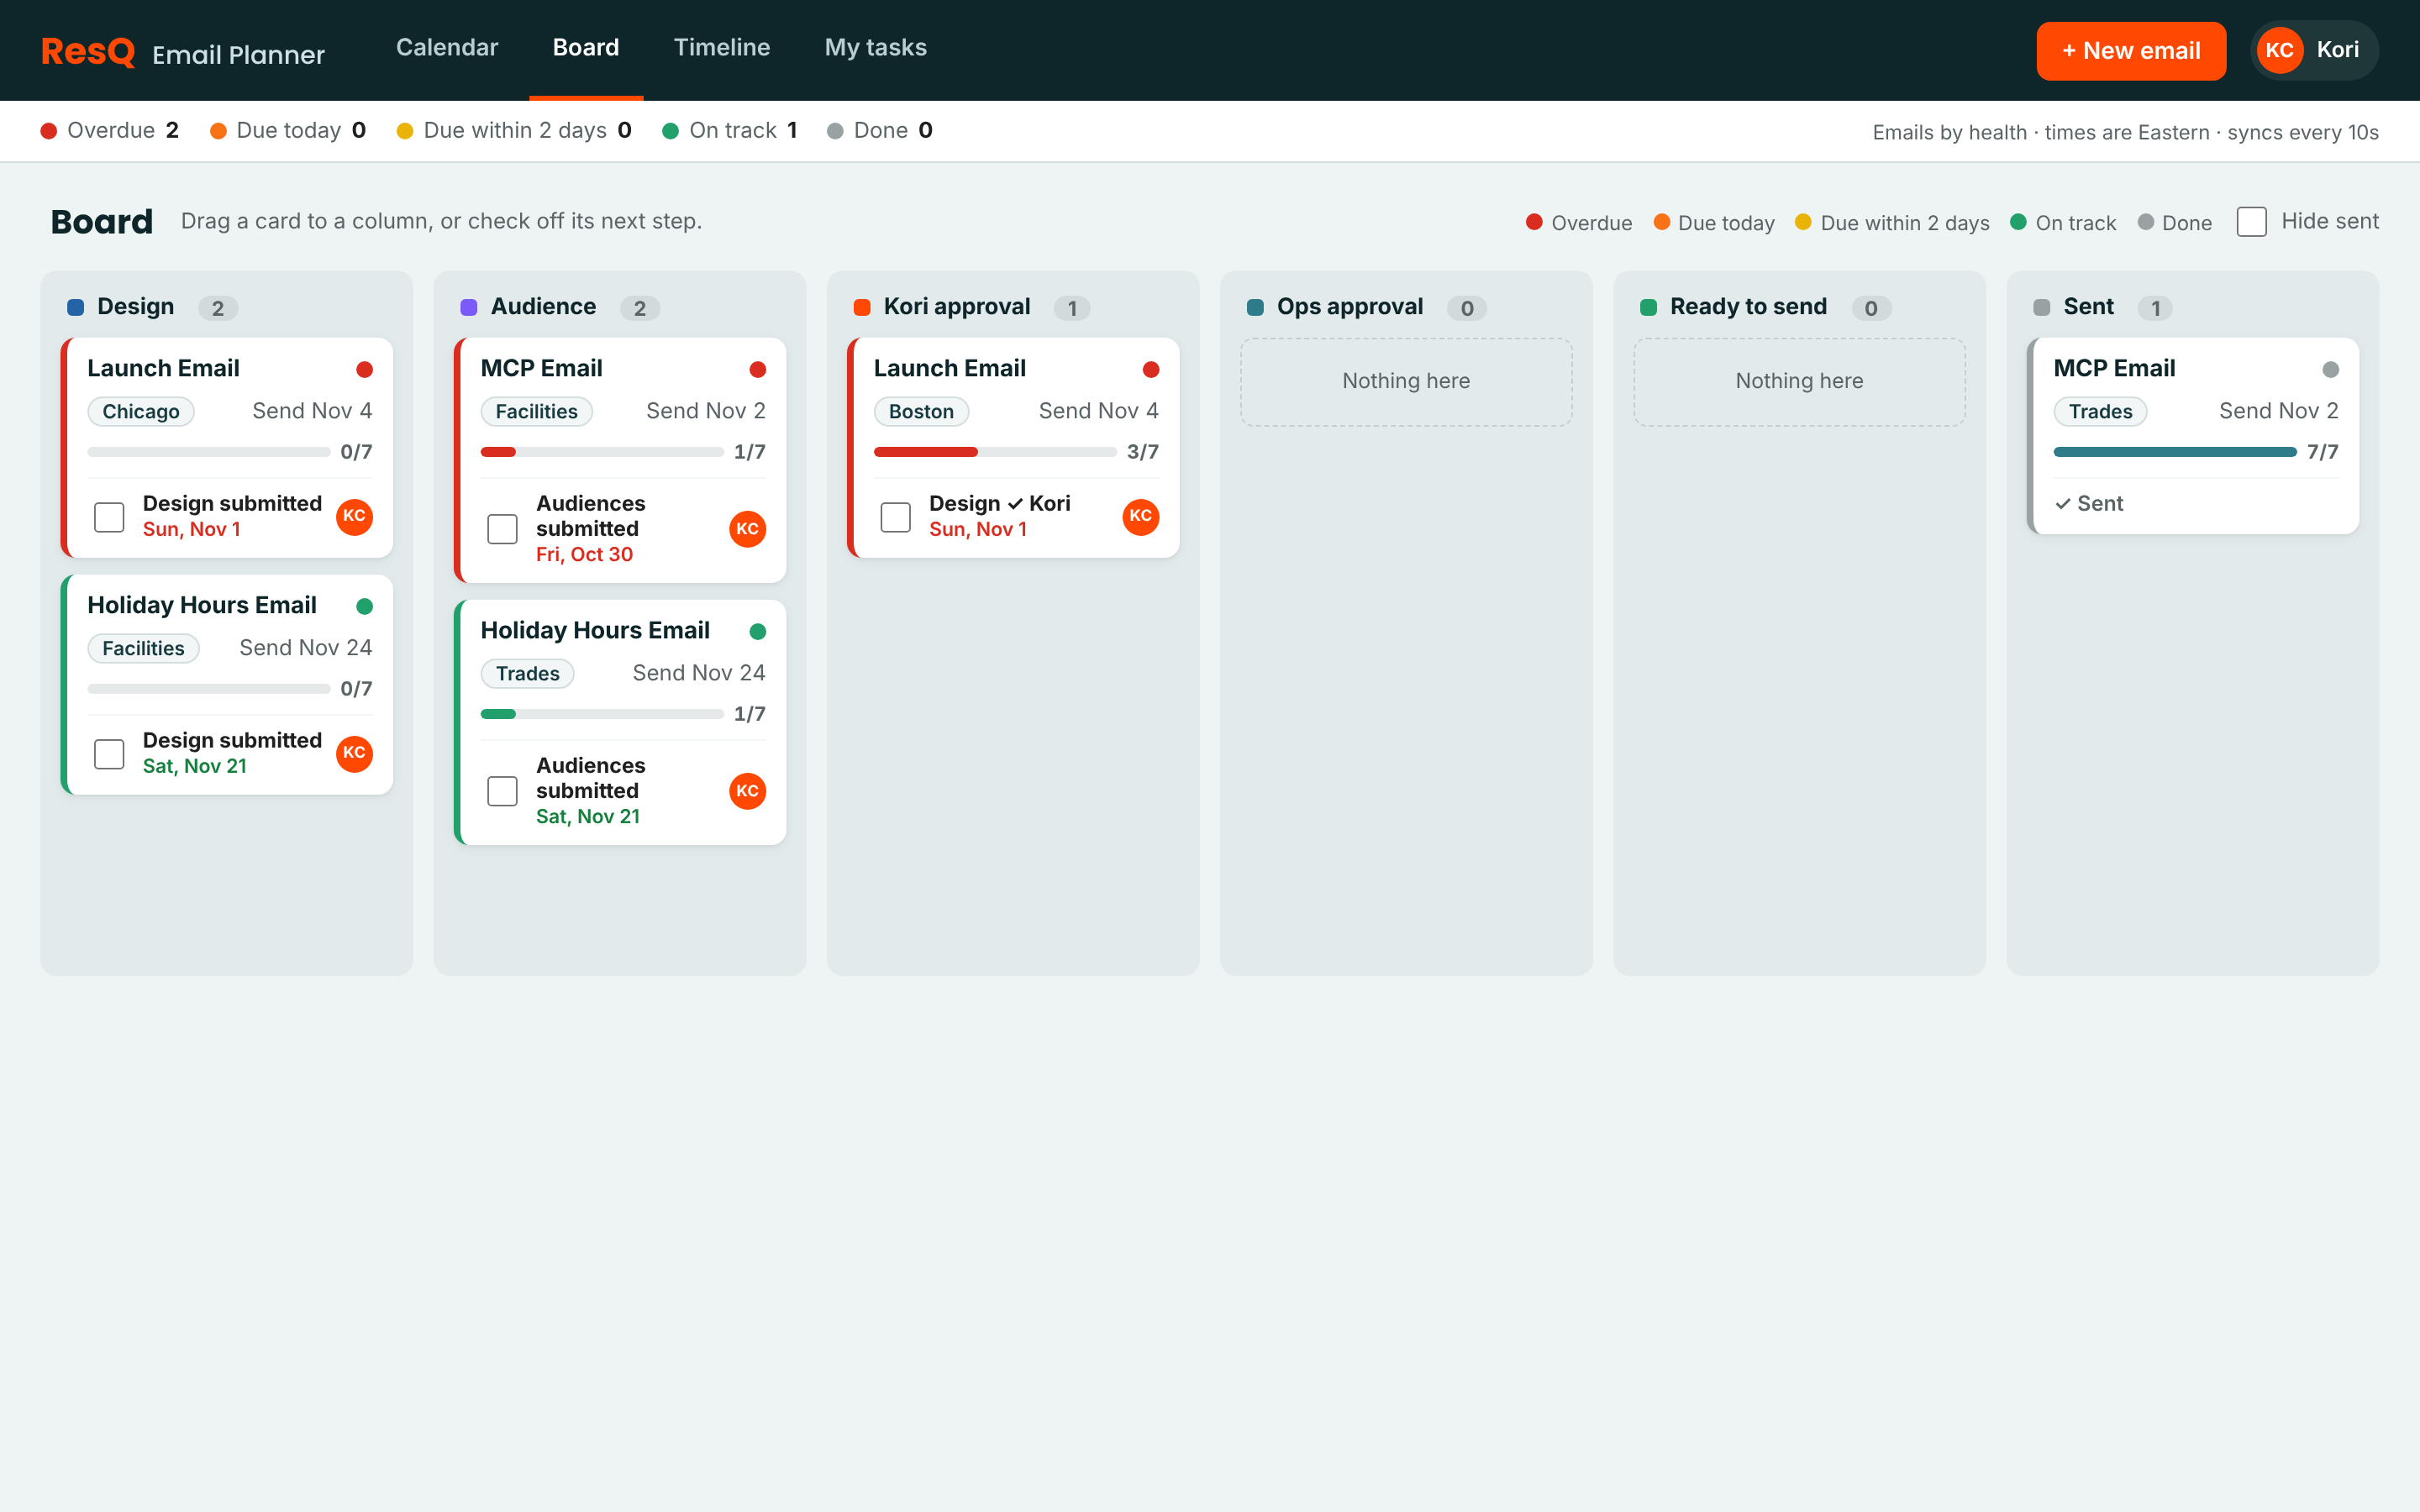 ResQ Email Planner
Calendar
Board
Timeline
My tasks
+ New email
KC Kori
Overdue 2
Due today 0
Due within 2 days 0
On track 1
Done 0
Emails by health · times are Eastern · syncs every 10s
Board
Drag a card to a column, or check off its next step.
Overdue
Due today
Due within 2 days
On track
Done
Hide sent
Design 2
Launch Email
Chicago Send Nov 4
0/7
Design submitted
Sun, Nov 1
KC
Holiday Hours Email
Facilities Send Nov 24
0/7
Design submitted
Sat, Nov 21
KC
Audience 2
MCP Email
Facilities Send Nov 2
1/7
Audiences
submitted
Fri, Oct 30
KC
Holiday Hours Email
Trades Send Nov 24
1/7
Audiences
submitted
Sat, Nov 21
KC
Kori approval 1
Launch Email
Boston Send Nov 4
3/7
Design ✓ Kori
Sun, Nov 1
KC
Ops approval 0
Nothing here
Ready to send 0
Nothing here
Sent 1
MCP Email
Trades Send Nov 2
7/7
✓ Sent